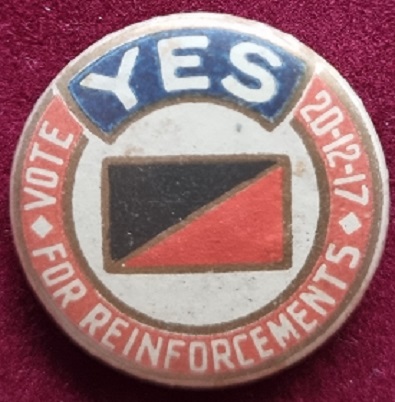 YES
VOTE FOR REINFORCEMENTS 20-12-17